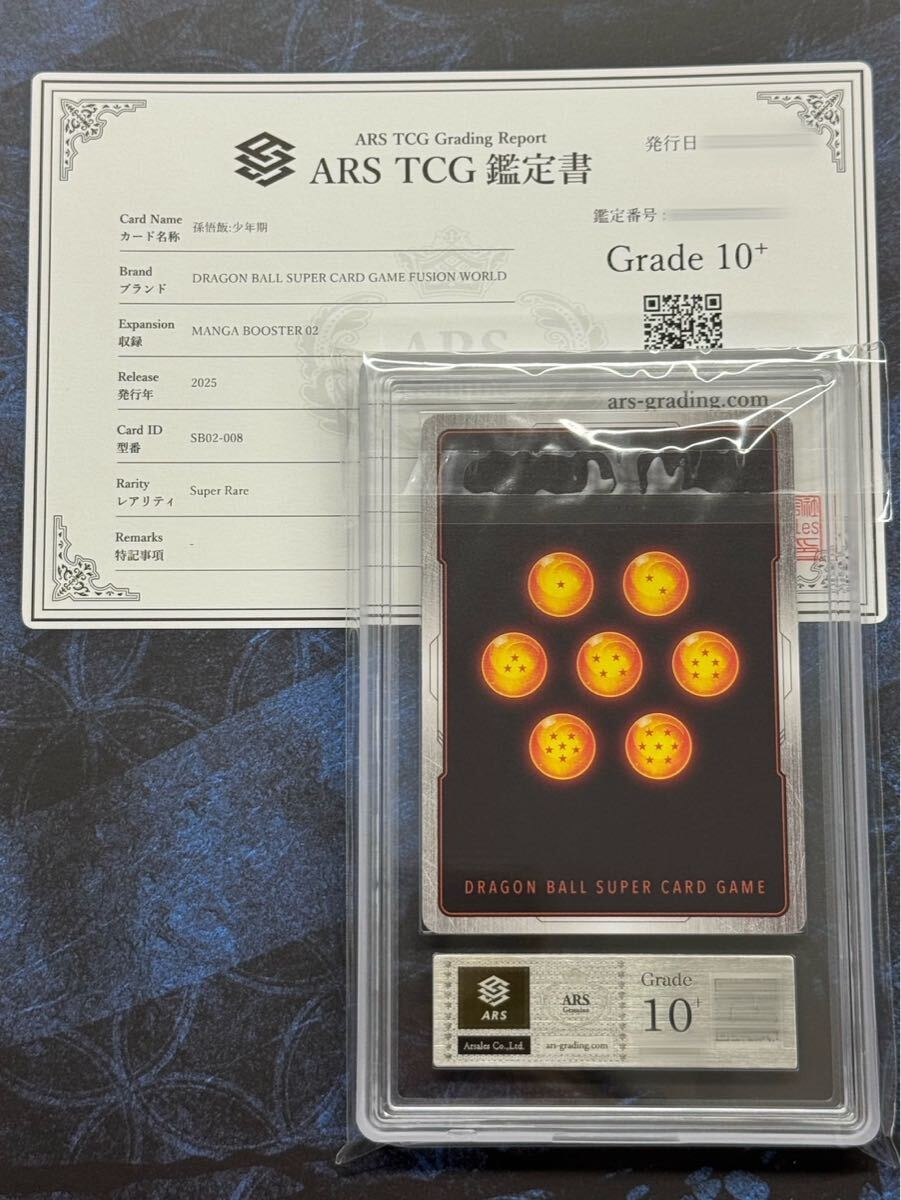 ARS TCG Grading Report
ARS TCG 鑑定書
発行日
鑑定番号 :
Grade 10+
Card Name
カード名称
孫悟飯:少年期
Brand
ブランド
DRAGON BALL SUPER CARD GAME FUSION WORLD
Expansion
収録
MANGA BOOSTER 02
Release
発行年
2025
Card ID
型番
SB02-008
Rarity
レアリティ
Super Rare
Remarks
特記事項
-
ARS
ars-grading.com
DRAGON BALL SUPER CARD GAME
ARS
Arsales Co.,Ltd.
ARS
Genuine
ars-grading.com
Grade
10+